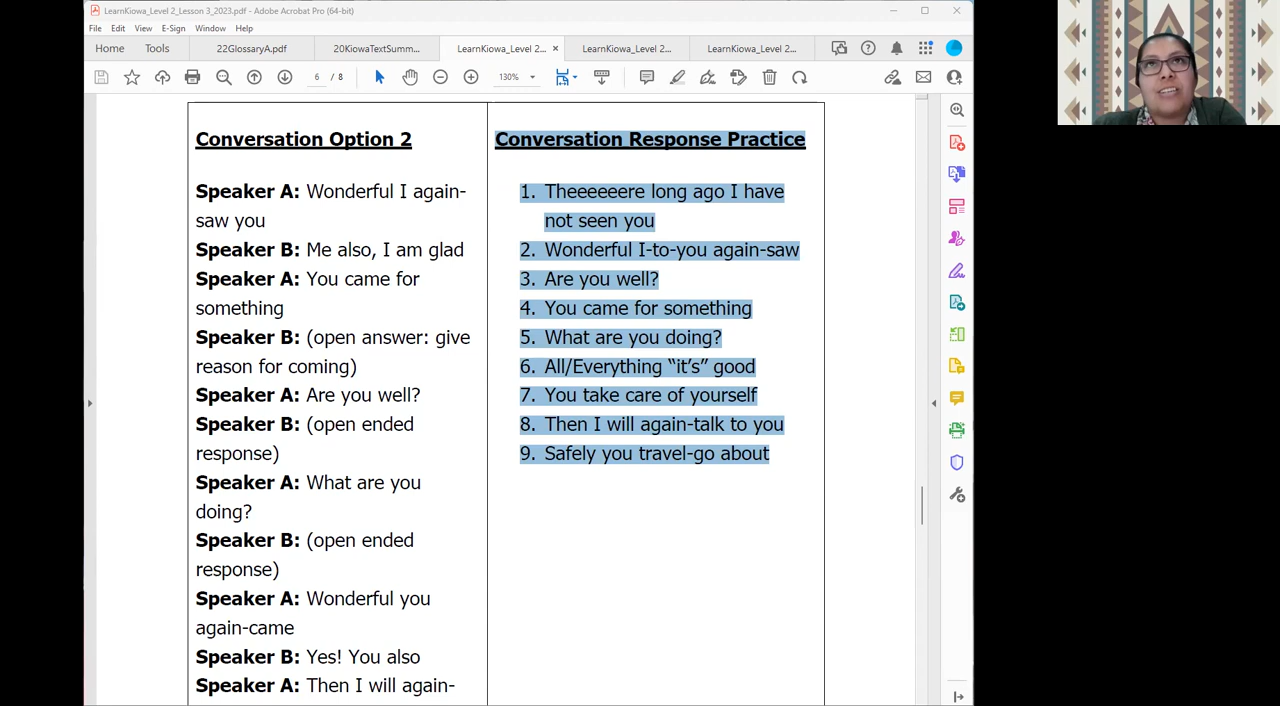 LearnKiowa_Level 2_Lesson 3_2023.pdf - Adobe Acrobat Pro (64-bit)
File Edit View E-Sign Window Help
Home Tools 22GlossaryA.pdf 20KiowaTextSumm... LearnKiowa_Level 2... × LearnKiowa_Level 2... LearnKiowa_Level 2...
6 / 8 130%
Conversation Option 2
Speaker A: Wonderful I again-
saw you
Speaker B: Me also, I am glad
Speaker A: You came for
something
Speaker B: (open answer: give
reason for coming)
Speaker A: Are you well?
Speaker B: (open ended
response)
Speaker A: What are you
doing?
Speaker B: (open ended
response)
Speaker A: Wonderful you
again-came
Speaker B: Yes! You also
Speaker A: Then I will again-
Conversation Response Practice
1. Theeeeeere long ago I have
not seen you
2. Wonderful I-to-you again-saw
3. Are you well?
4. You came for something
5. What are you doing?
6. All/Everything “it’s” good
7. You take care of yourself
8. Then I will again-talk to you
9. Safely you travel-go about